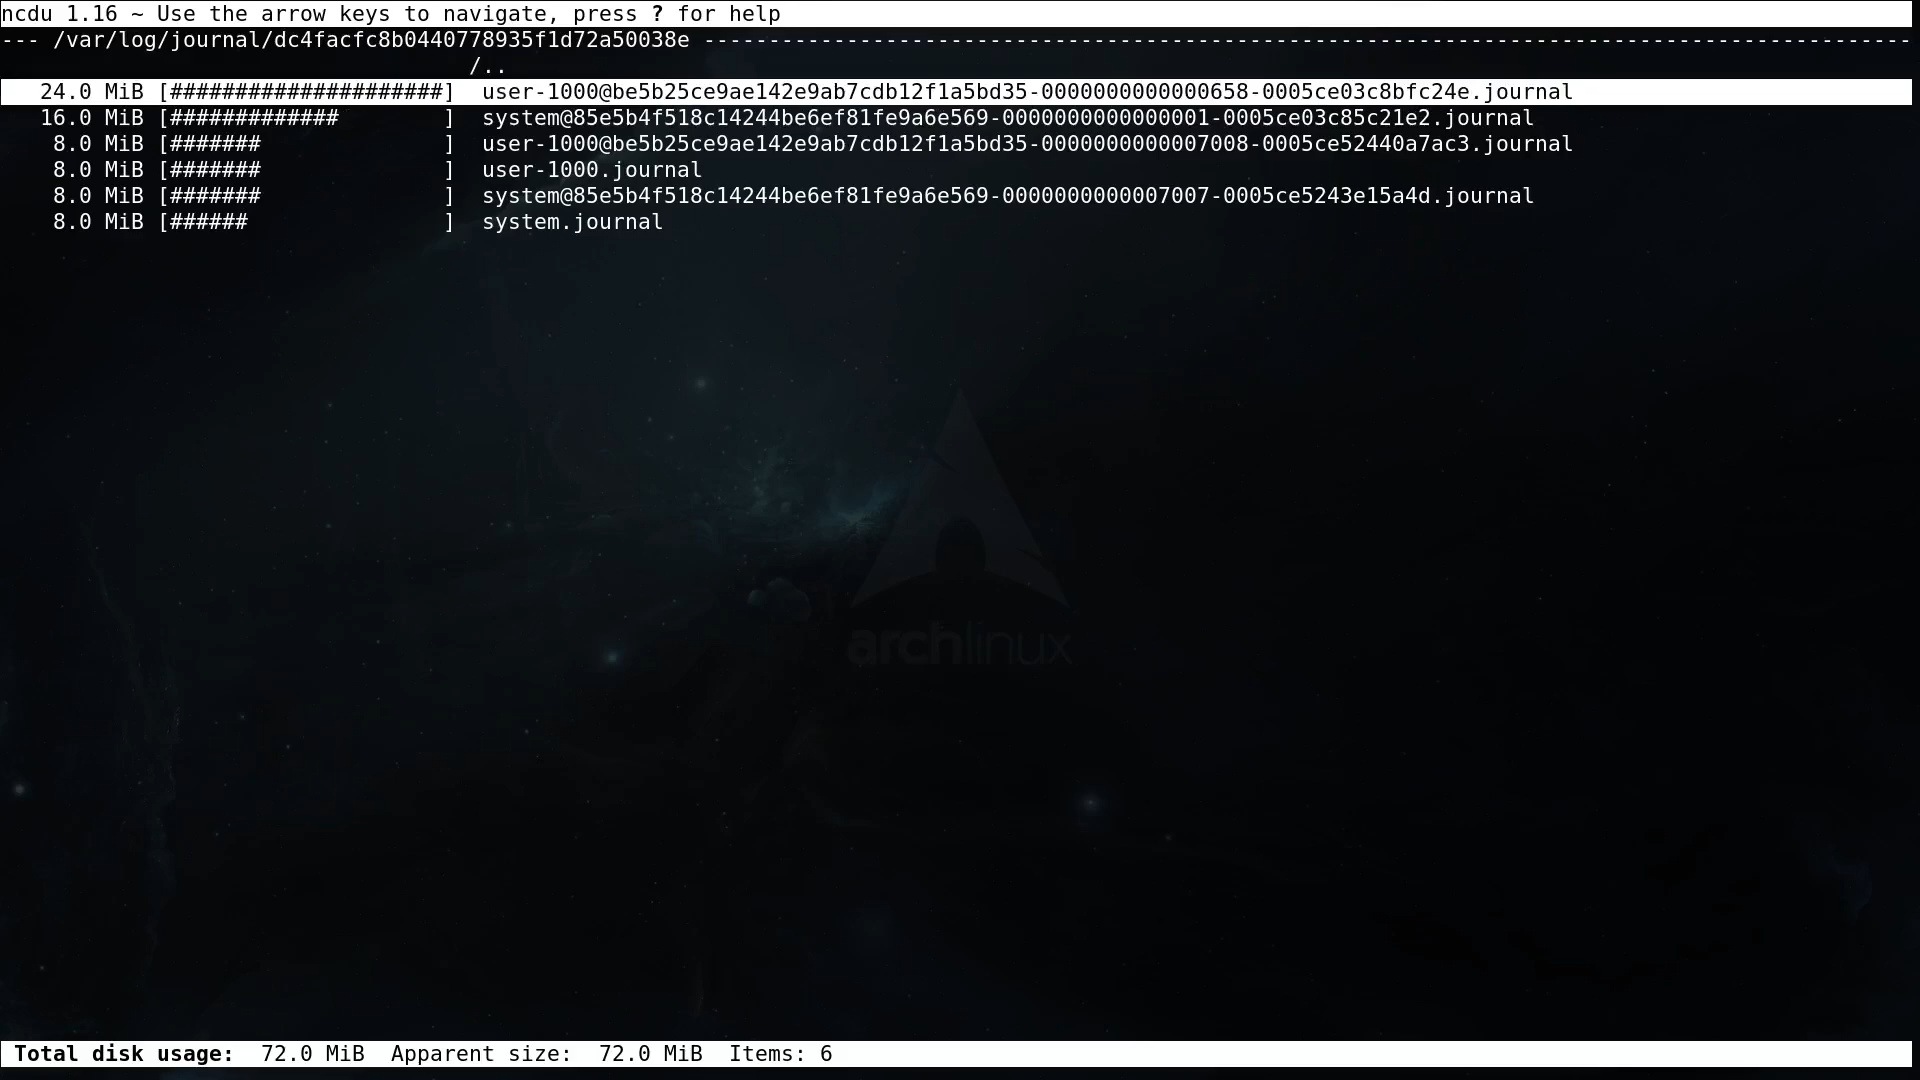 ncdu 1.16 ~ Use the arrow keys to navigate, press ? for help
--- /var/log/journal/dc4facfc8b0440778935f1d72a50038e ---------------------------------------------------------------------------------------------
/..
24.0 MiB [#####################]  user-1000@be5b25ce9ae142e9ab7cdb12f1a5bd35-0000000000000658-0005ce03c8bfc24e.journal
16.0 MiB [#############        ]  system@85e5b4f518c14244be6ef81fe9a6e569-0000000000000001-0005ce03c85c21e2.journal
8.0 MiB [#######              ]  user-1000@be5b25ce9ae142e9ab7cdb12f1a5bd35-0000000000007008-0005ce52440a7ac3.journal
8.0 MiB [#######              ]  user-1000.journal
8.0 MiB [#######              ]  system@85e5b4f518c14244be6ef81fe9a6e569-0000000000007007-0005ce5243e15a4d.journal
8.0 MiB [######               ]  system.journal
archlinux
Total disk usage:  72.0 MiB  Apparent size:  72.0 MiB  Items: 6